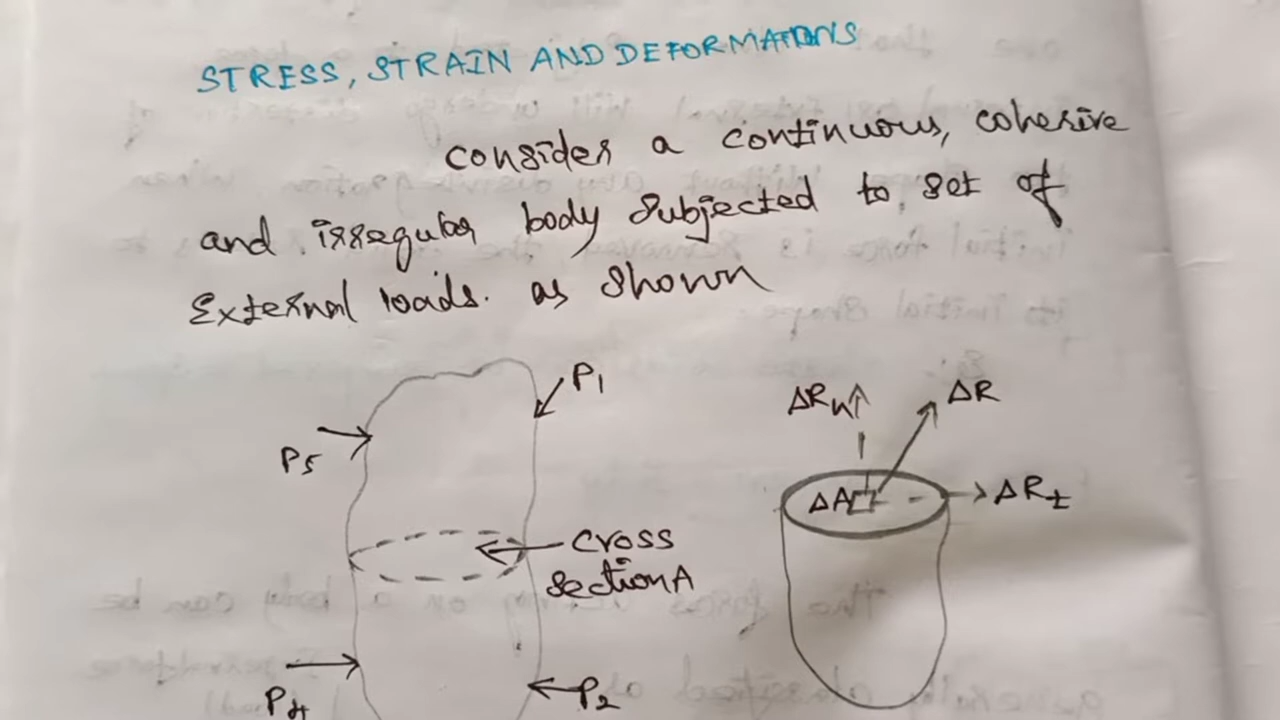 STRESS, STRAIN AND DEFORMATIONS
consider a continuous, cohesive
and irregular body subjected to set of
External loads. as shown
P1
P5
ΔRn
ΔR
ΔA
ΔRt
cross
section A
P4
P2